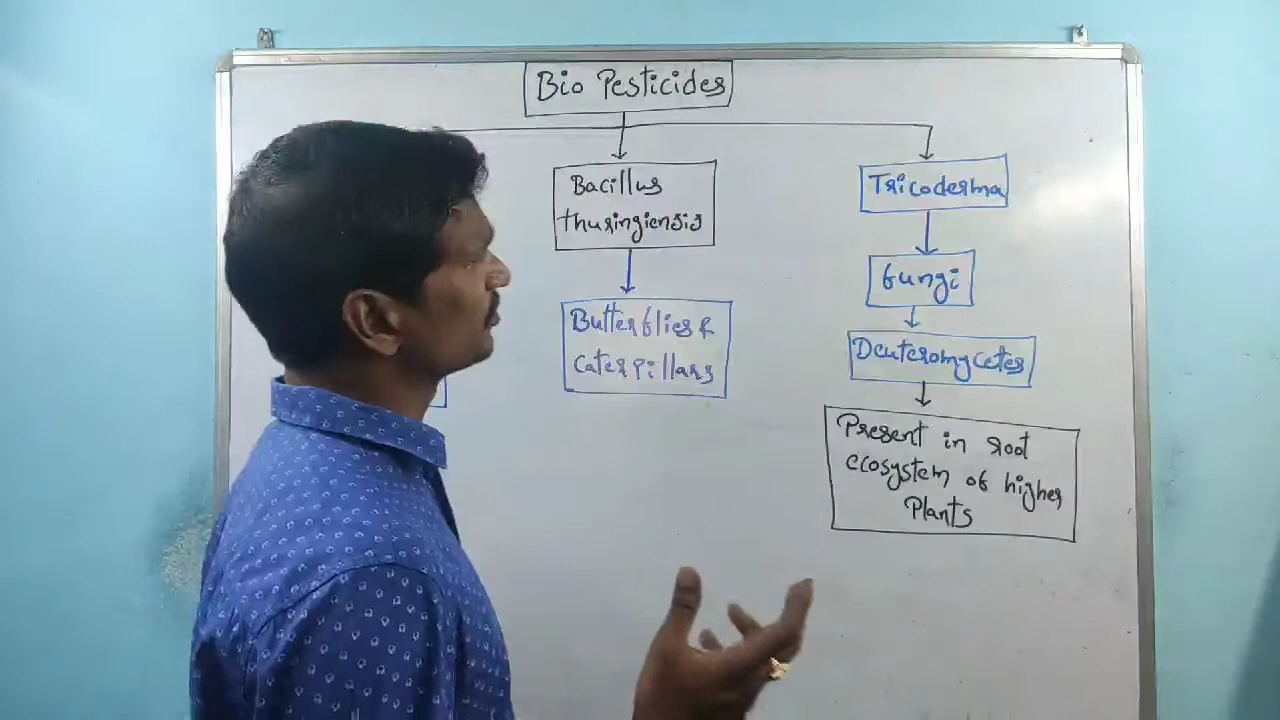 Bio Pesticides
Bacillus
thuringiensis
Butterflies &
Caterpillars
Tricoderma
fungi
Deuteromycetes
Present in root
ecosystem of higher
Plants